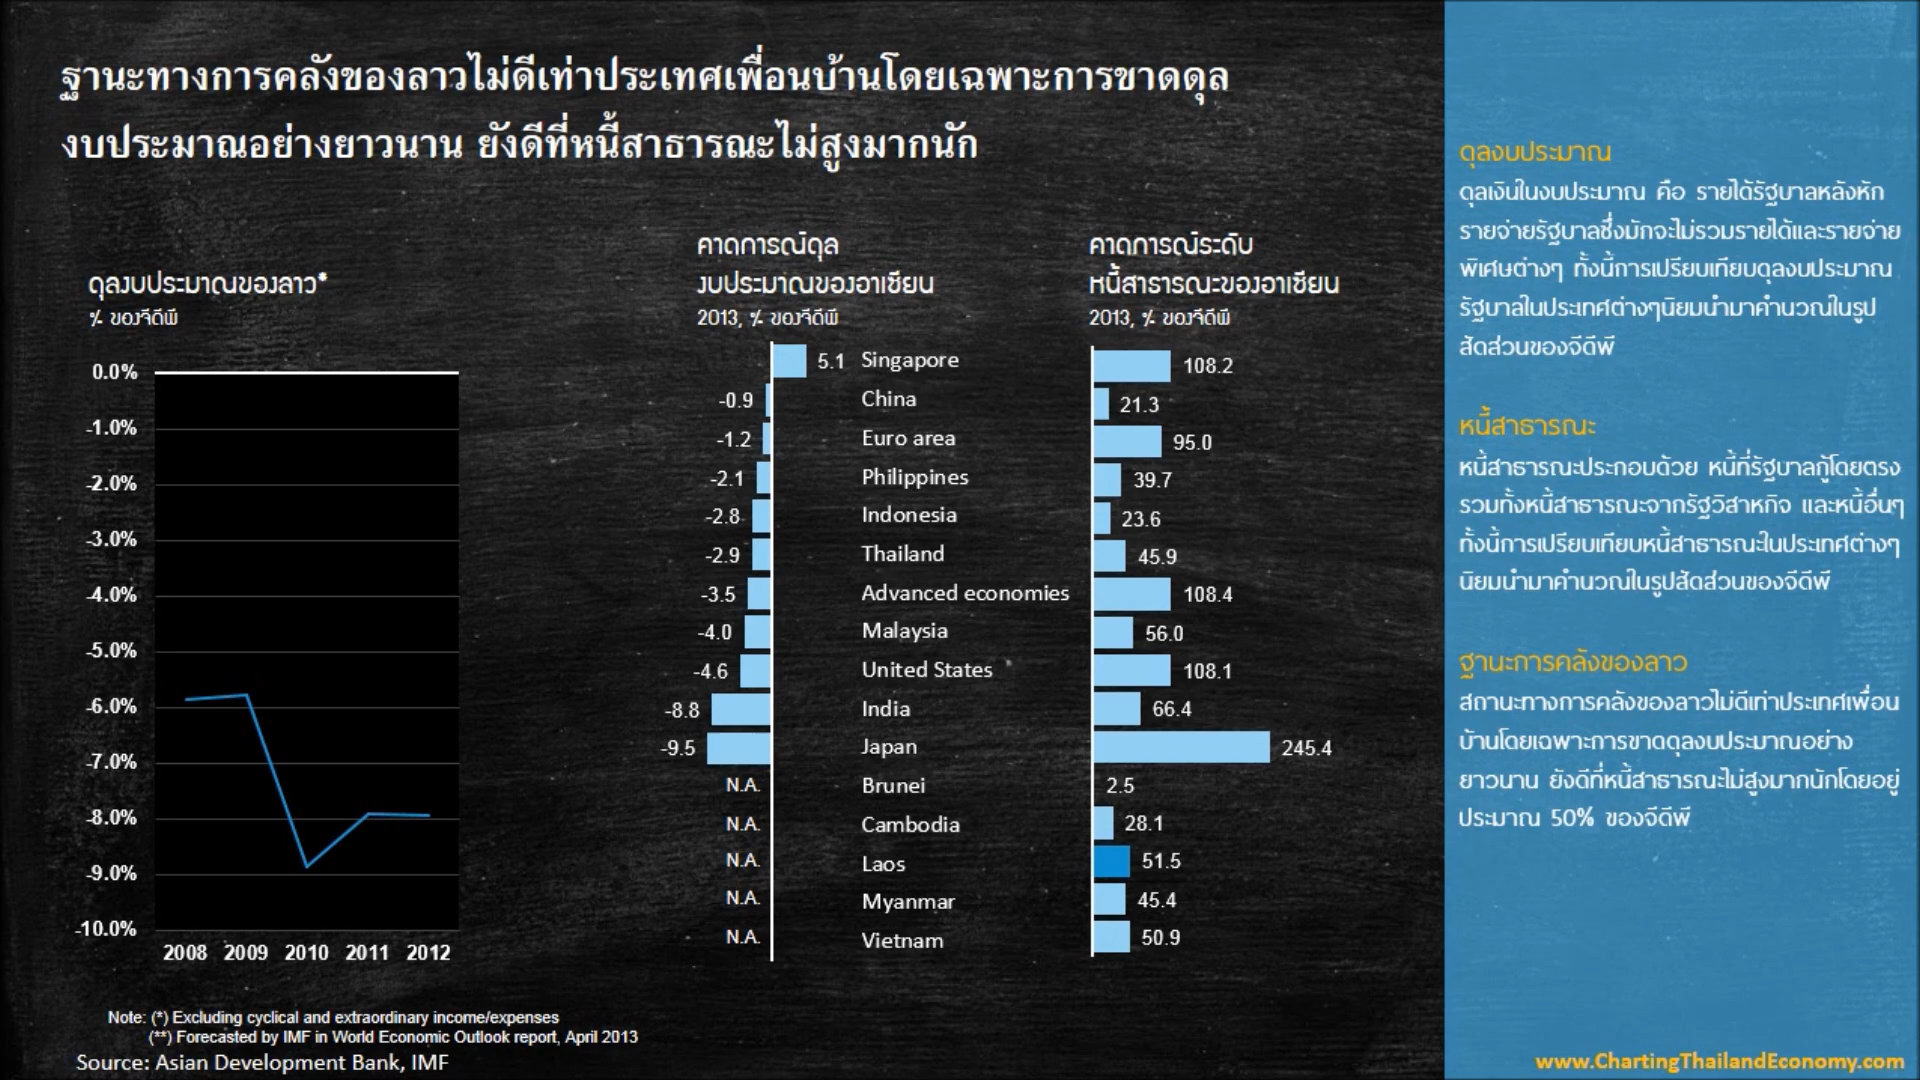 ฐานะทางการคลังของลาวไม่ดีเท่าประเทศเพื่อนบ้านโดยเฉพาะการขาดดุล
งบประมาณอย่างยาวนาน ยังดีที่หนี้สาธารณะไม่สูงมากนัก
ดุลงบประมาณของลาว*
% ของจีดีพี
0.0%
-1.0%
-2.0%
-3.0%
-4.0%
-5.0%
-6.0%
-7.0%
-8.0%
-9.0%
-10.0%
2008 2009 2010 2011 2012
คาดการณ์ดุล
งบประมาณของอาเซียน
2013, % ของจีดีพี
คาดการณ์ระดับ
หนี้สาธารณะของอาเซียน
2013, % ของจีดีพี
5.1 Singapore 108.2
-0.9 China 21.3
-1.2 Euro area 95.0
-2.1 Philippines 39.7
-2.8 Indonesia 23.6
-2.9 Thailand 45.9
-3.5 Advanced economies 108.4
-4.0 Malaysia 56.0
-4.6 United States 108.1
-8.8 India 66.4
-9.5 Japan 245.4
N.A. Brunei 2.5
N.A. Cambodia 28.1
N.A. Laos 51.5
N.A. Myanmar 45.4
N.A. Vietnam 50.9
Note: (*) Excluding cyclical and extraordinary income/expenses
(**) Forecasted by IMF in World Economic Outlook report, April 2013
Source: Asian Development Bank, IMF
ดุลงบประมาณ
ดุลเงินในงบประมาณ คือ รายได้รัฐบาลหลังหัก
รายจ่ายรัฐบาลซึ่งมักจะไม่รวมรายได้และรายจ่าย
พิเศษต่างๆ ทั้งนี้การเปรียบเทียบดุลงบประมาณ
รัฐบาลในประเทศต่างๆนิยมนำมาคำนวณในรูป
สัดส่วนของจีดีพี
หนี้สาธารณะ
หนี้สาธารณะประกอบด้วย หนี้ที่รัฐบาลกู้โดยตรง
รวมทั้งหนี้สาธารณะจากรัฐวิสาหกิจ และหนี้อื่นๆ
ทั้งนี้การเปรียบเทียบหนี้สาธารณะในประเทศต่างๆ
นิยมนำมาคำนวณในรูปสัดส่วนของจีดีพี
ฐานะการคลังของลาว
สถานะทางการคลังของลาวไม่ดีเท่าประเทศเพื่อน
บ้านโดยเฉพาะการขาดดุลงบประมาณอย่าง
ยาวนาน ยังดีที่หนี้สาธารณะไม่สูงมากนักโดยอยู่
ประมาณ 50% ของจีดีพี
www.ChartingThailandEconomy.com